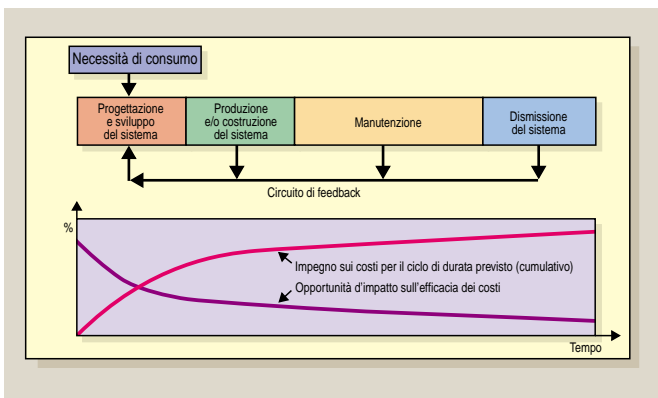 Necessità di consumo
Progettazione
e sviluppo
del sistema
Produzione
e/o costruzione
del sistema
Manutenzione
Dismissione
del sistema
Circuito di feedback
%
Impegno sui costi per il ciclo di durata previsto (cumulativo)
Opportunità d'impatto sull'efficacia dei costi
Tempo